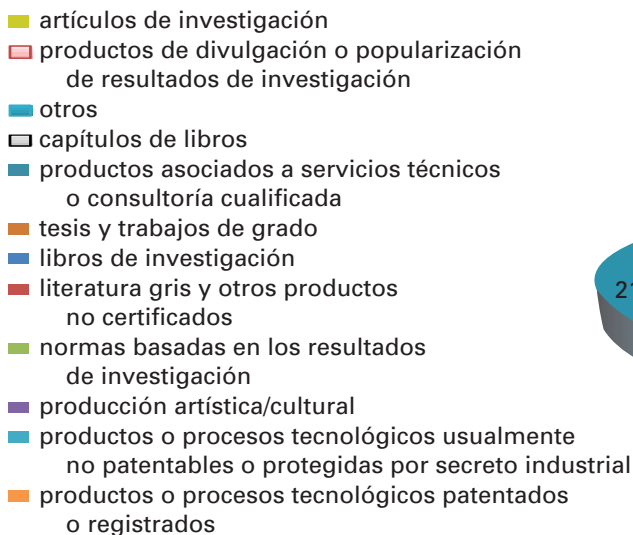 artículos de investigación
productos de divulgación o popularización
de resultados de investigación
otros
capítulos de libros
productos asociados a servicios técnicos
o consultoría cualificada
tesis y trabajos de grado
libros de investigación
literatura gris y otros productos
no certificados
normas basadas en los resultados
de investigación
producción artística/cultural
productos o procesos tecnológicos usualmente
no patentables o protegidas por secreto industrial
productos o procesos tecnológicos patentados
o registrados
21